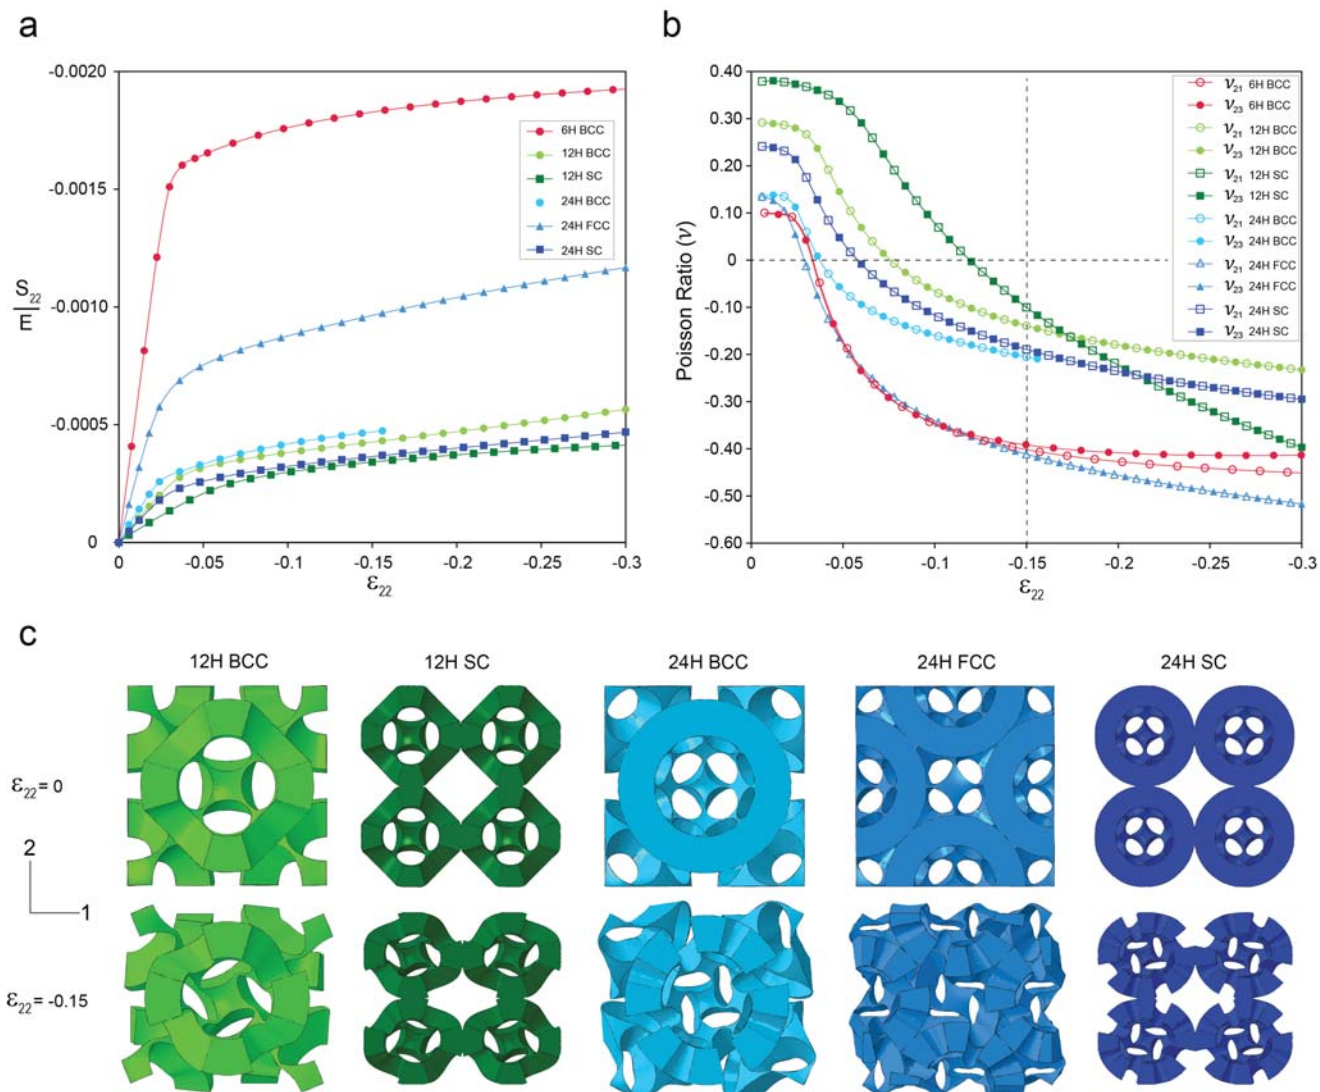 a
-0.0020
-0.0015
-0.0010
-0.0005
0
S22
E
6H BCC
12H BCC
12H SC
24H BCC
24H FCC
24H SC
0 -0.05 -0.1 -0.15 -0.2 -0.25 -0.3
ε22
b
0.40
0.30
0.20
0.10
0
-0.10
-0.20
-0.30
-0.40
-0.50
-0.60
Poisson Ratio (ν)
ν21 6H BCC
ν23 6H BCC
ν21 12H BCC
ν23 12H BCC
ν21 12H SC
ν23 12H SC
ν21 24H BCC
ν23 24H BCC
ν21 24H FCC
ν23 24H FCC
ν21 24H SC
ν23 24H SC
0 -0.05 -0.1 -0.15 -0.2 -0.25 -0.3
ε22
c
12H BCC 12H SC 24H BCC 24H FCC 24H SC
ε22 = 0
2
1
ε22 = -0.15